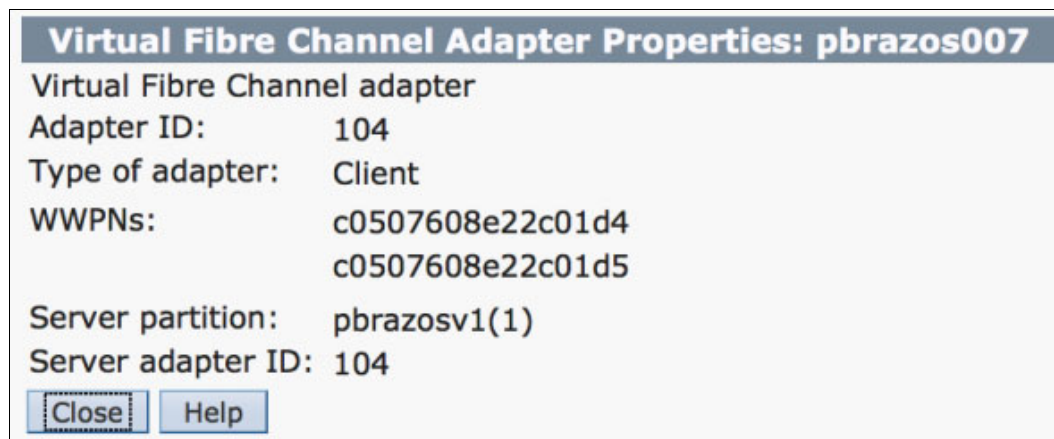 Virtual Fibre Channel Adapter Properties: pbrazos007
Virtual Fibre Channel adapter
Adapter ID: 104
Type of adapter: Client
WWPNs: c0507608e22c01d4
c0507608e22c01d5
Server partition: pbrazosv1(1)
Server adapter ID: 104
Close Help